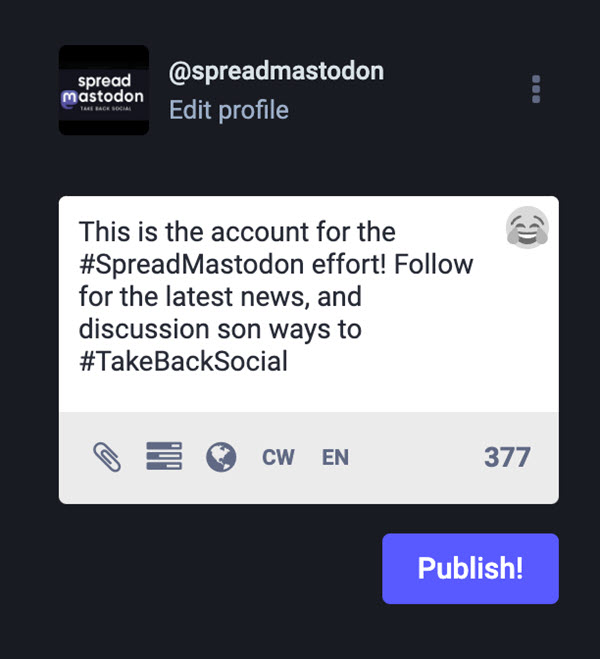 spread
mastodon
TAKE BACK SOCIAL
@spreadmastodon
Edit profile
This is the account for the
#SpreadMastodon effort! Follow
for the latest news, and
discussion son ways to
#TakeBackSocial
CW EN 377
Publish!